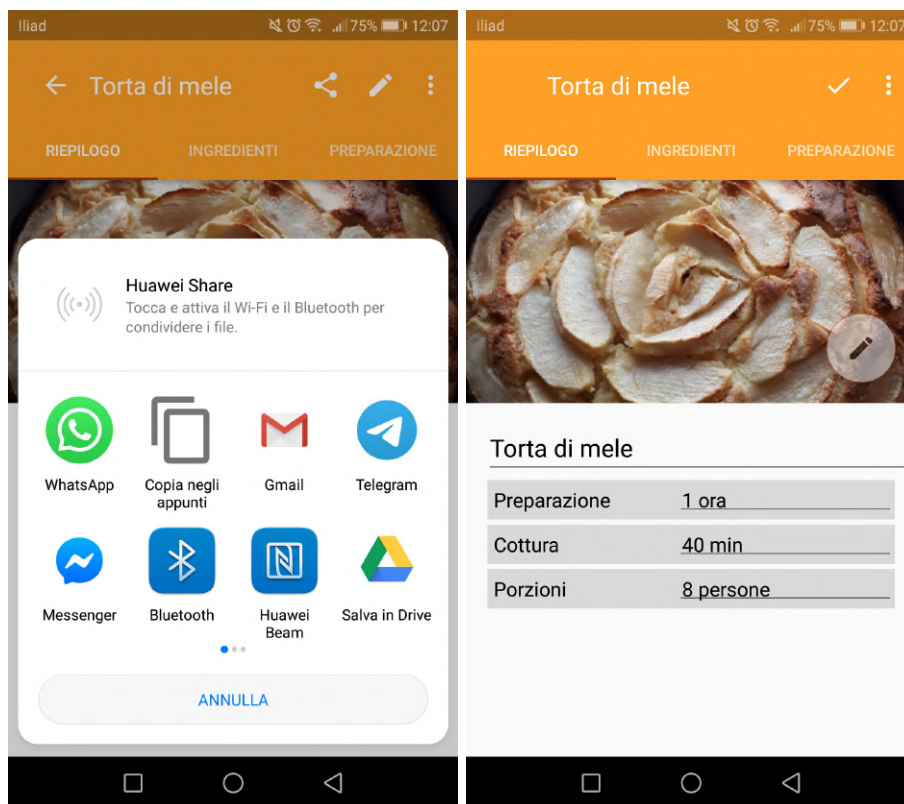 Iliad
75% 12:07
Torta di mele
RIEPILOGO INGREDIENTI PREPARAZIONE
Huawei Share
Tocca e attiva il Wi-Fi e il Bluetooth per
condividere i file.
WhatsApp
Copia negli
appunti
Gmail
Telegram
Messenger
Bluetooth
Huawei
Beam
Salva in Drive
ANNULLA
Iliad
75% 12:07
Torta di mele
RIEPILOGO INGREDIENTI PREPARAZIONE
Torta di mele
Preparazione 1 ora
Cottura 40 min
Porzioni 8 persone